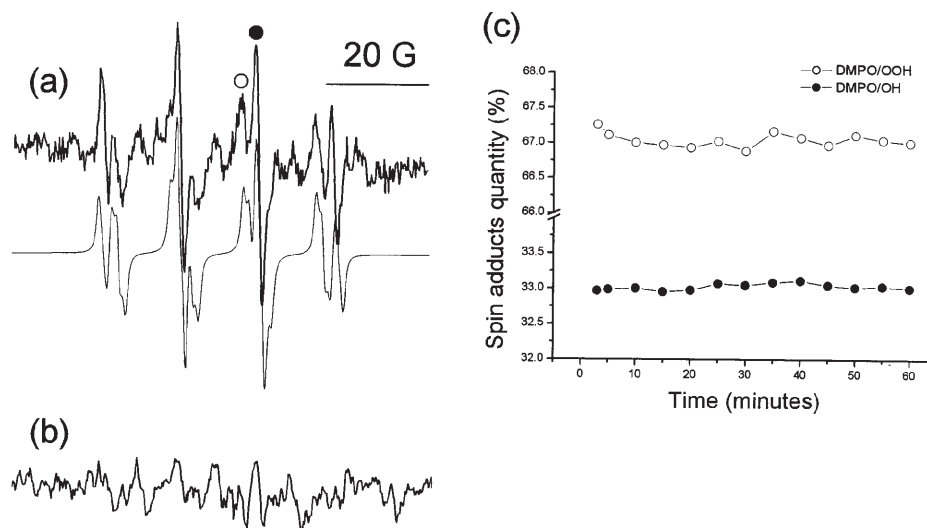 (a)
20 G
(b)
(c)
Spin adducts quantity (%)
68.0
67.5
67.0
66.5
66.0
33.5
33.0
32.5
32.0
DMPO/OOH
DMPO/OH
0 10 20 30 40 50 60
Time (minutes)